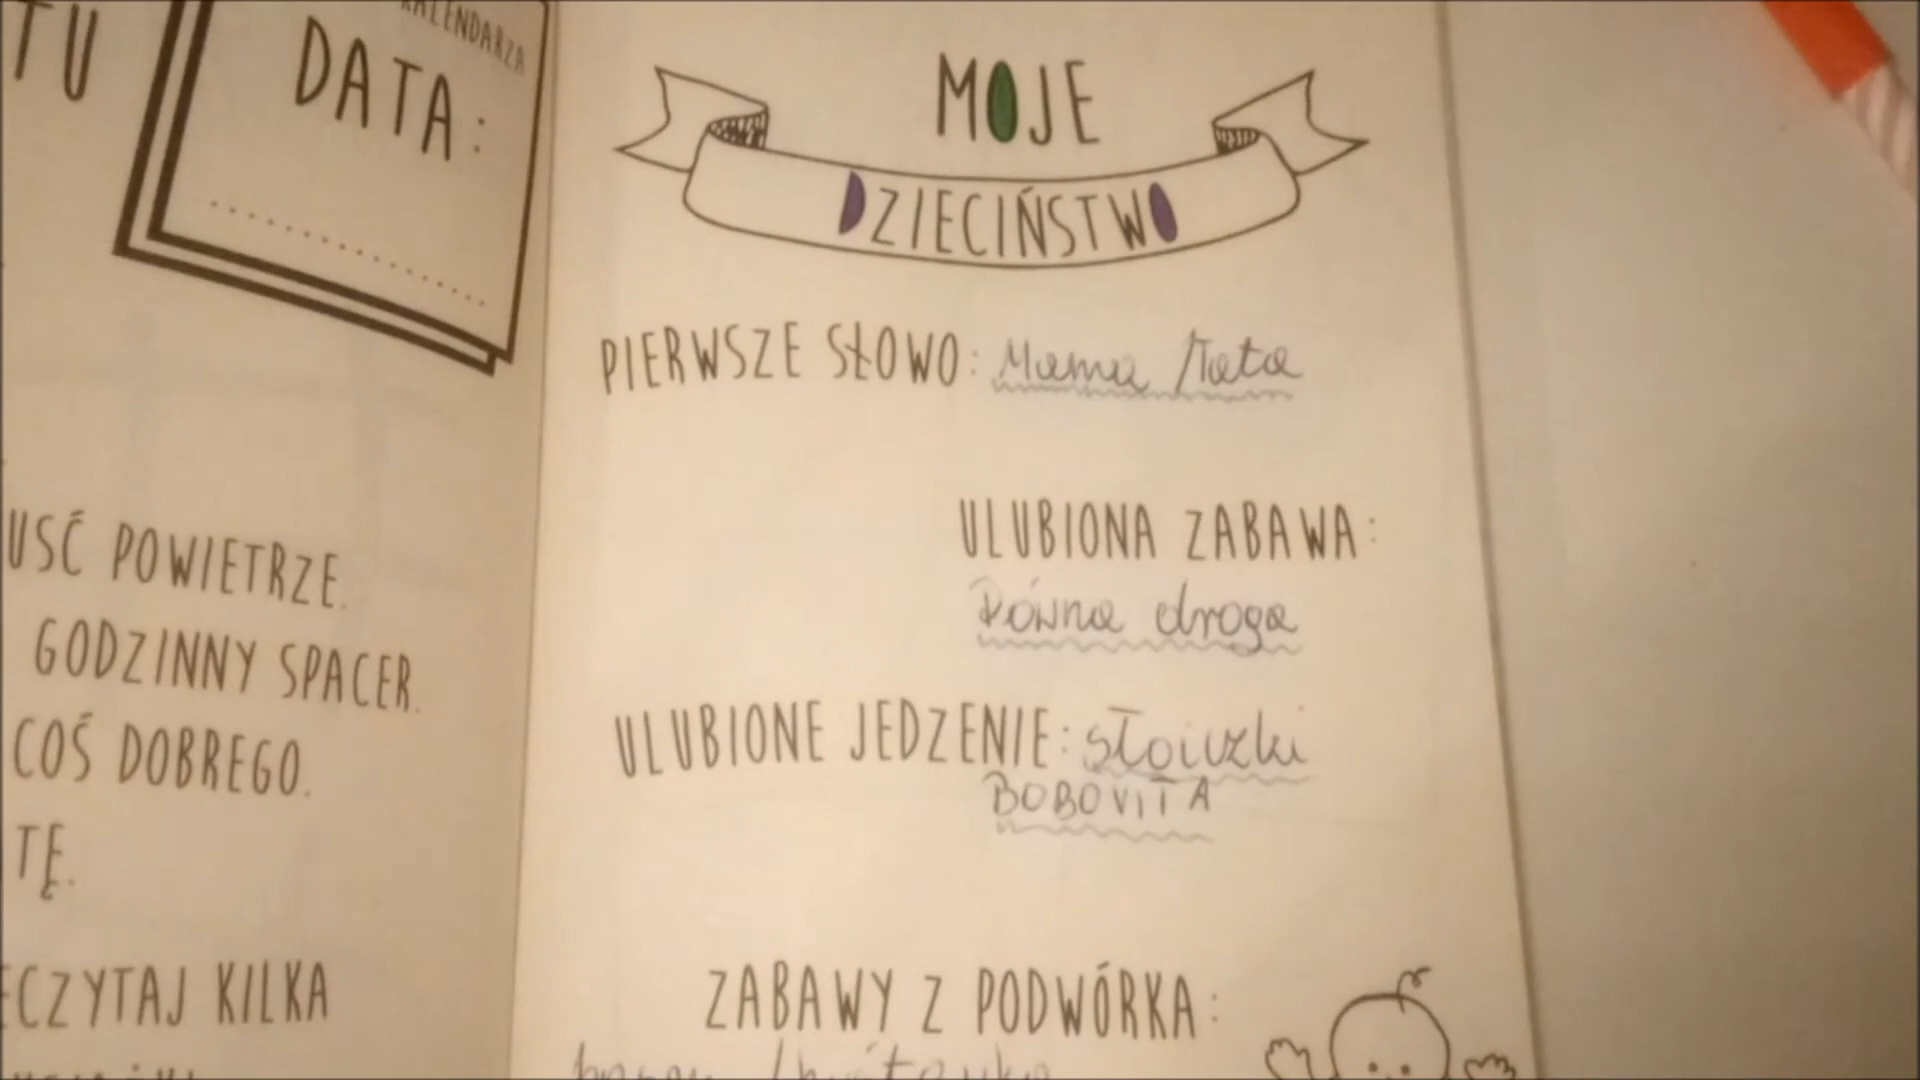 TU
KALENDARZA
DATA:
USĆ POWIETRZE.
GODZINNY SPACER.
COŚ DOBREGO.
TĘ.
ECZYTAJ KILKA
MOJE
DZIECIŃSTWO
PIERWSZE SŁOWO: Mama / Tata
ULUBIONA ZABAWA:
Równa droga
ULUBIONE JEDZENIE: Słoiczki
BOBOVITA
ZABAWY Z PODWÓRKA: